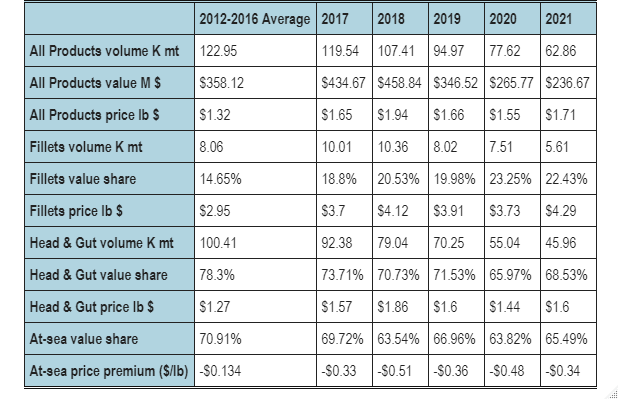 2012-2016 Average 2017 2018 2019 2020 2021
All Products volume K mt 122.95 119.54 107.41 94.97 77.62 62.86
All Products value M $ $358.12 $434.67 $458.84 $346.52 $265.77 $236.67
All Products price lb $ $1.32 $1.65 $1.94 $1.66 $1.55 $1.71
Fillets volume K mt 8.06 10.01 10.36 8.02 7.51 5.61
Fillets value share 14.65% 18.8% 20.53% 19.98% 23.25% 22.43%
Fillets price lb $ $2.95 $3.7 $4.12 $3.91 $3.73 $4.29
Head & Gut volume K mt 100.41 92.38 79.04 70.25 55.04 45.96
Head & Gut value share 78.3% 73.71% 70.73% 71.53% 65.97% 68.53%
Head & Gut price lb $ $1.27 $1.57 $1.86 $1.6 $1.44 $1.6
At-sea value share 70.91% 69.72% 63.54% 66.96% 63.82% 65.49%
At-sea price premium ($/lb) -$0.134 -$0.33 -$0.51 -$0.36 -$0.48 -$0.34